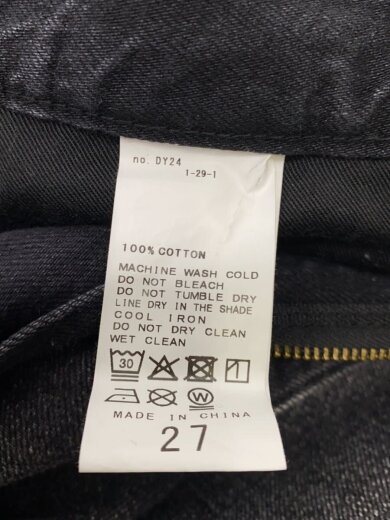 no. DY24
1-29-1
100% COTTON
MACHINE WASH COLD
DO NOT BLEACH
DO NOT TUMBLE DRY
LINE DRY IN THE SHADE
COOL IRON
DO NOT DRY CLEAN
WET CLEAN
30
W
MADE IN CHINA
27